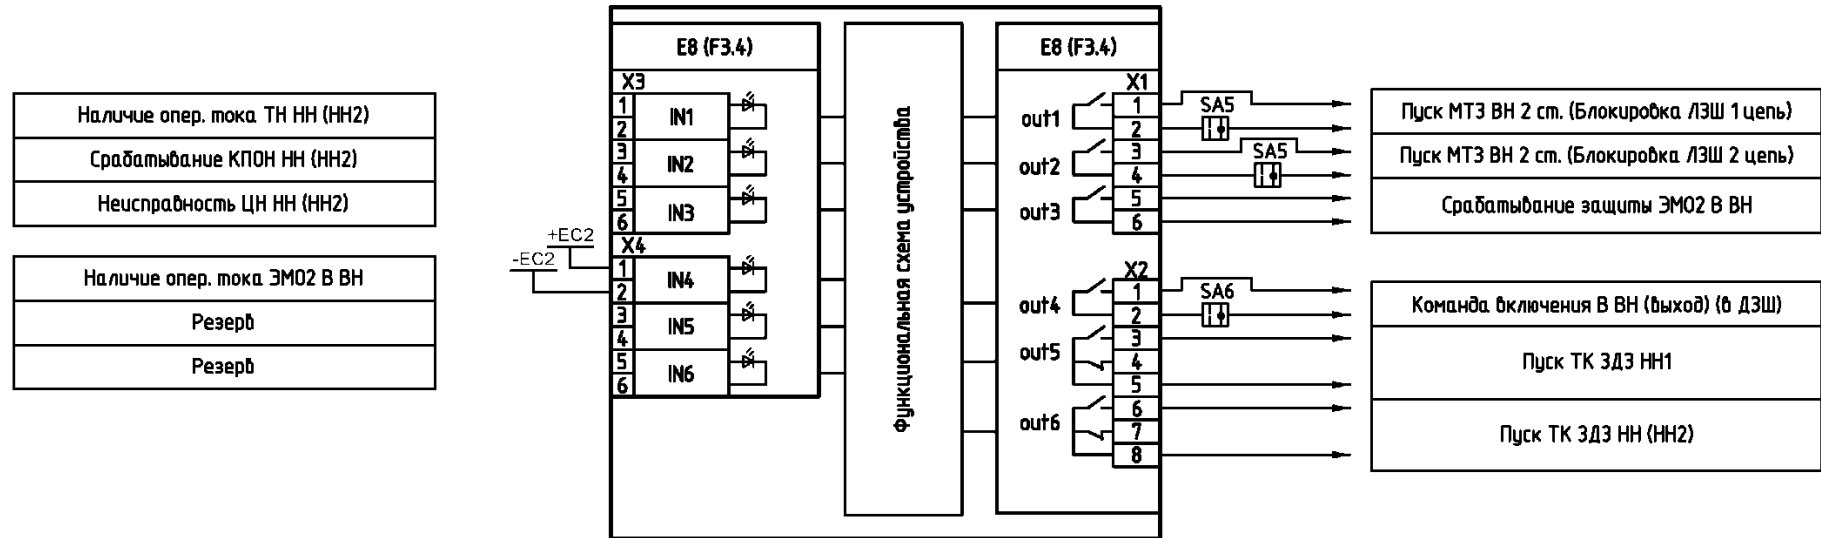 Наличие опер. тока ТН НН (НН2)
Срабатывание КПОН НН (НН2)
Неисправность ЦН НН (НН2)
Наличие опер. тока ЭМО2 В ВН
Резерв
Резерв
+EC2
-EC2
E8 (F3.4)
X3
1
2
IN1
3
4
IN2
5
6
IN3
X4
1
2
IN4
3
4
IN5
5
6
IN6
Функциональная схема устройства
E8 (F3.4)
X1
out1
1
2
out2
3
4
out3
5
6
X2
out4
1
2
out5
3
4
5
out6
6
7
8
SA5
SA5
SA6
Пуск МТЗ ВН 2 ст. (Блокировка ЛЗШ 1 цепь)
Пуск МТЗ ВН 2 ст. (Блокировка ЛЗШ 2 цепь)
Срабатывание защиты ЭМО2 В ВН
Команда включения В ВН (выход) (в ДЗШ)
Пуск ТК ЗДЗ НН1
Пуск ТК ЗДЗ НН (НН2)